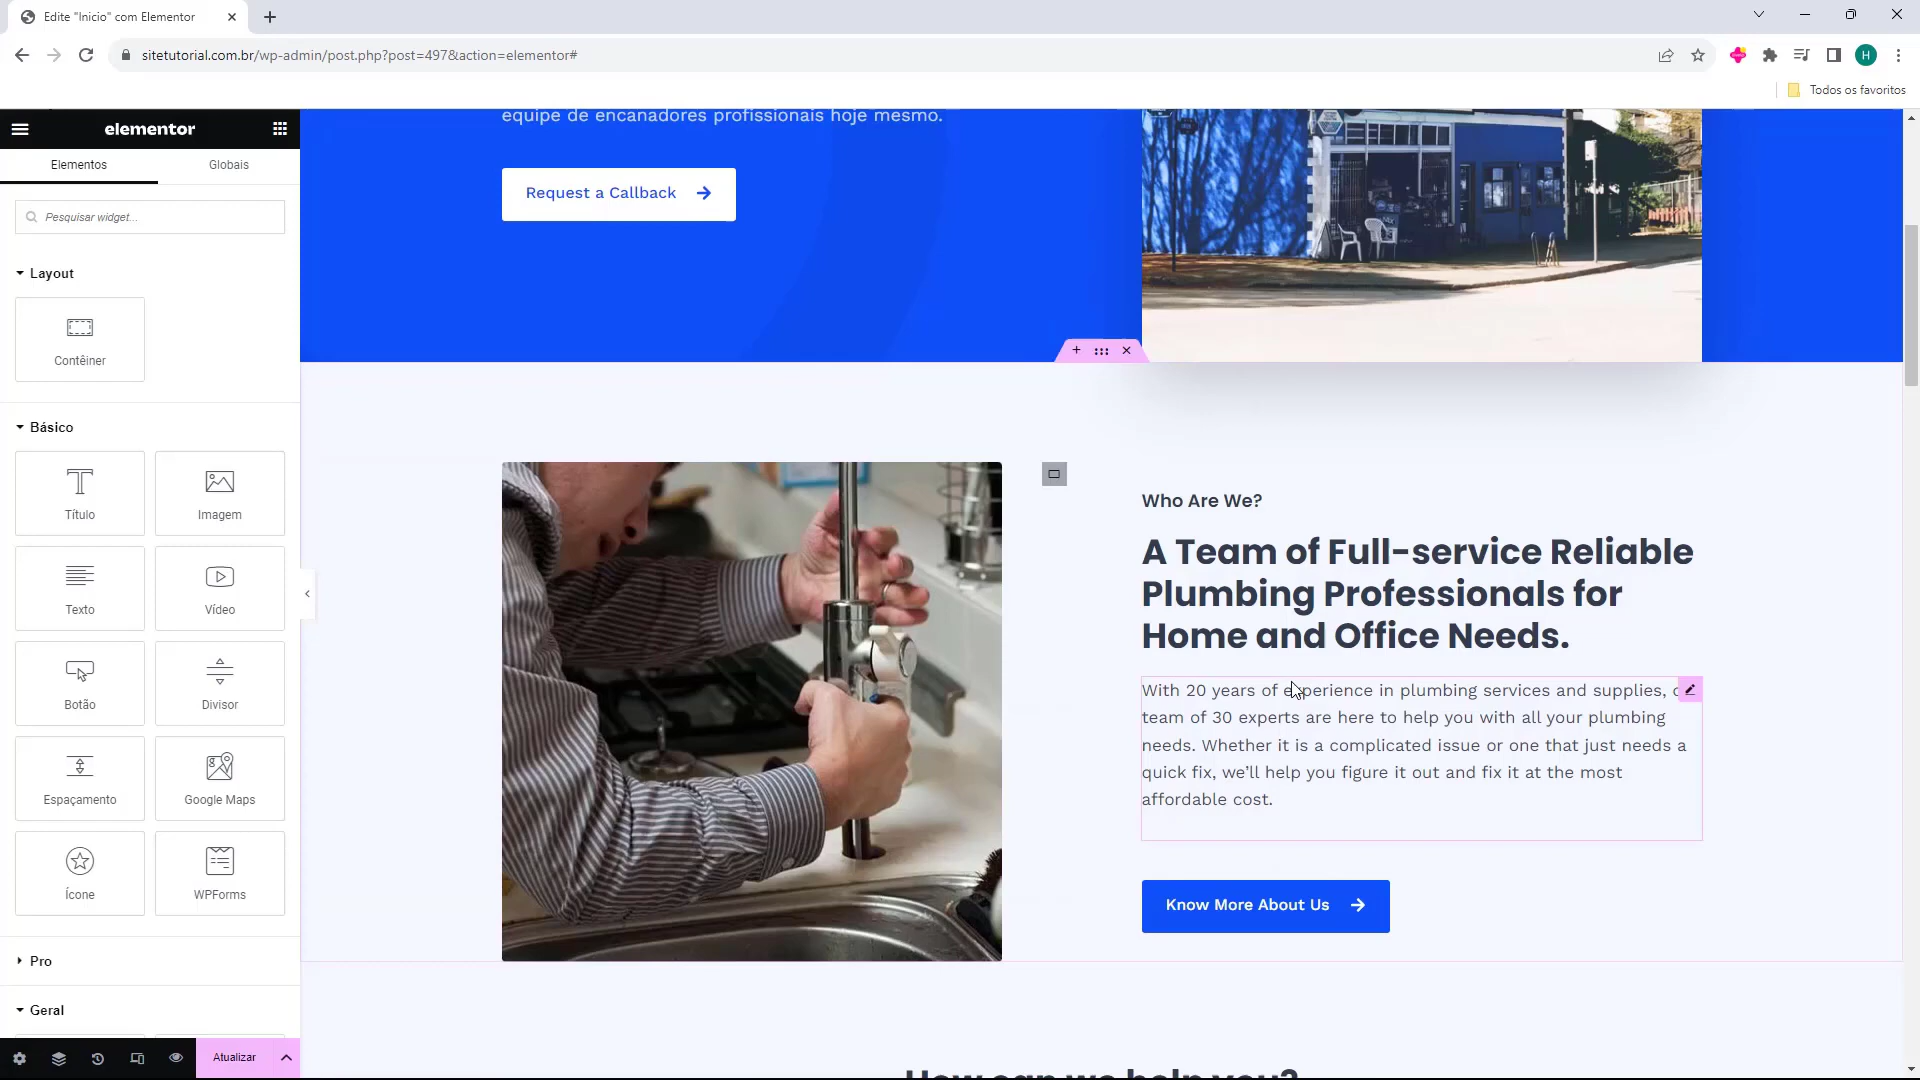 Edite "Inicio" com Elementor
sitetutorial.com.br/wp-admin/post.php?post=497&action=elementor#
H
Todos os favoritos
elementor
Elementos
Globais
Pesquisar widget...
Layout
Contêiner
Básico
Título
Imagem
Texto
Vídeo
Botão
Divisor
Espaçamento
Google Maps
Ícone
WPForms
Pro
Geral
Atualizar
equipe de encanadores profissionais hoje mesmo.
Request a Callback
Who Are We?
A Team of Full-service Reliable
Plumbing Professionals for
Home and Office Needs.
With 20 years of experience in plumbing services and supplies,
team of 30 experts are here to help you with all your plumbing
needs. Whether it is a complicated issue or one that just needs a
quick fix, we'll help you figure it out and fix it at the most
affordable cost.
Know More About Us
How can we help you?